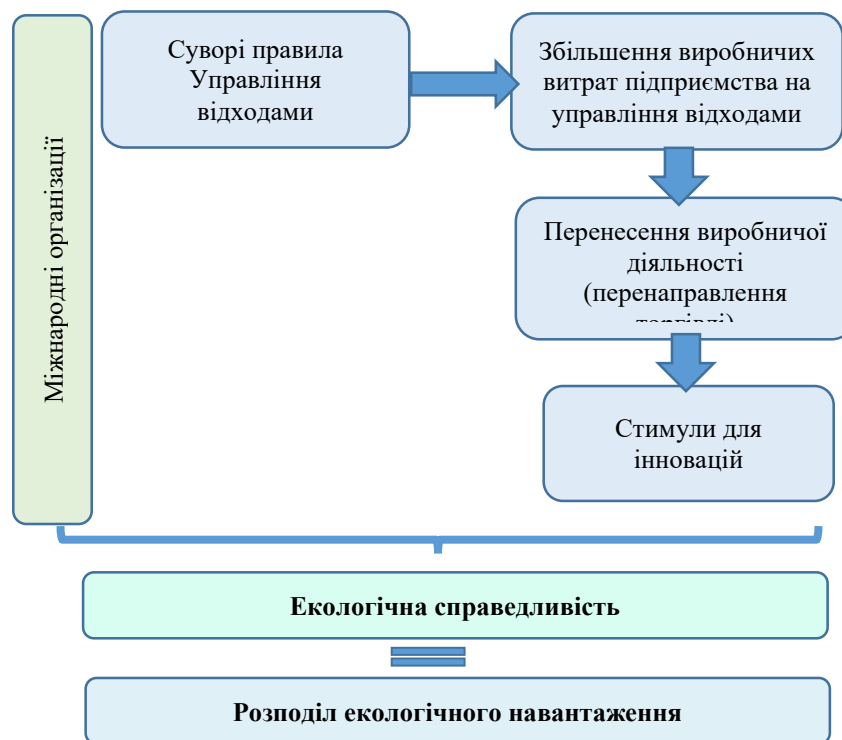 Міжнародні організації
Суворі правила
Управління
відходами
Збільшення виробничих
витрат підприємства на
управління відходами
Перенесення виробничої
діяльності
(перенаправлення
торгівлі)
Стимули для
інновацій
Екологічна справедливість
Розподіл екологічного навантаження